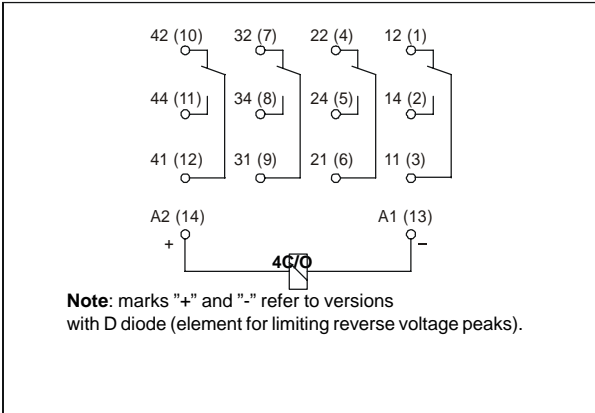 42 (10) 32 (7) 22 (4) 12 (1)
44 (11) 34 (8) 24 (5) 14 (2)
41 (12) 31 (9) 21 (6) 11 (3)
A2 (14) A1 (13)
+ −
4C/O
Note: marks ”+” and ”-” refer to versions
with D diode (element for limiting reverse voltage peaks).